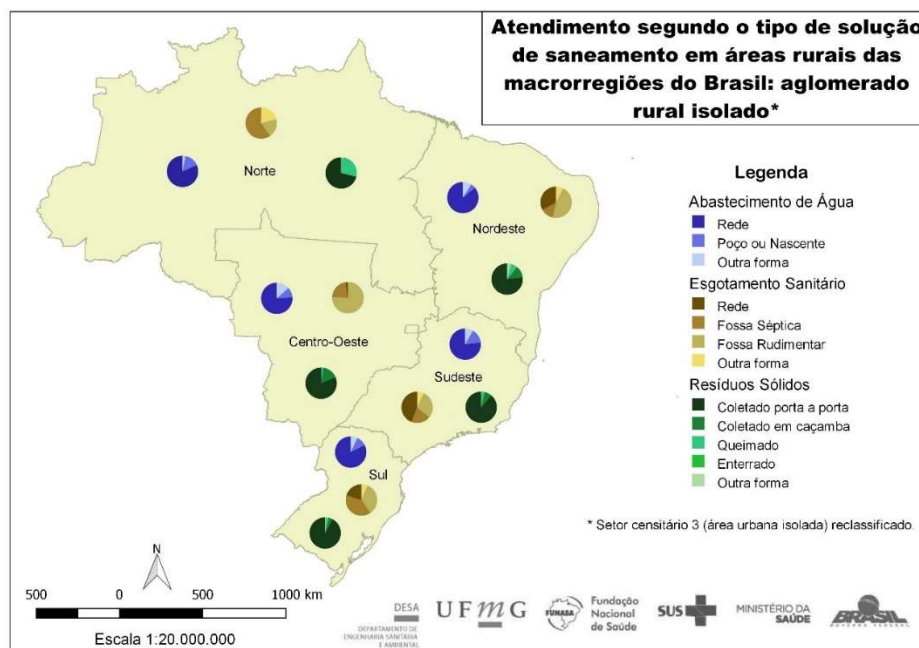 Atendimento segundo o tipo de solução
de saneamento em áreas rurais das
macrorregiões do Brasil: aglomerado
rural isolado*
Norte
Nordeste
Centro-Oeste
Sudeste
Sul
Legenda
Abastecimento de Água
Rede
Poço ou Nascente
Outra forma
Esgotamento Sanitário
Rede
Fossa Séptica
Fossa Rudimentar
Outra forma
Resíduos Sólidos
Coletado porta a porta
Coletado em caçamba
Queimado
Enterrado
Outra forma
* Setor censitário 3 (área urbana isolada) reclassificado.
N
500 0 500 1000 km
Escala 1:20.000.000
DESA
DEPARTAMENTO DE
ENGENHARIA SANITÁRIA
E AMBIENTAL
UFmG
FUNASA
Fundação
Nacional
de Saúde
SUS
MINISTÉRIO DA
SAÚDE
BRASIL
GOVERNO FEDERAL